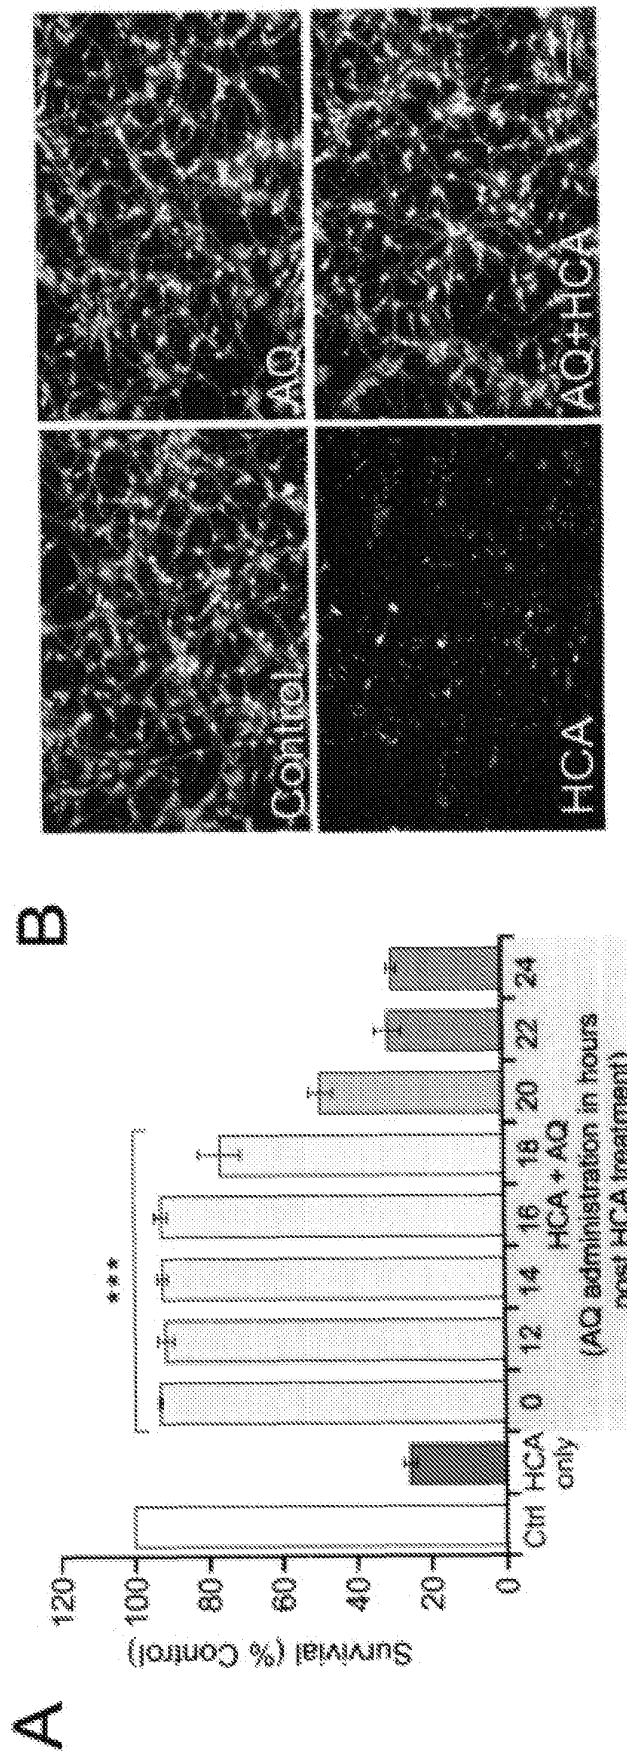 A
Survivial (% Control)
120
100
80
60
40
20
0
***
Ctrl
HCA
only
0
12
14
16
18
20
22
24
HCA + AQ
(AQ administration in hours
post HCA treatment)
B
Control
AQ
HCA
AQ+HCA